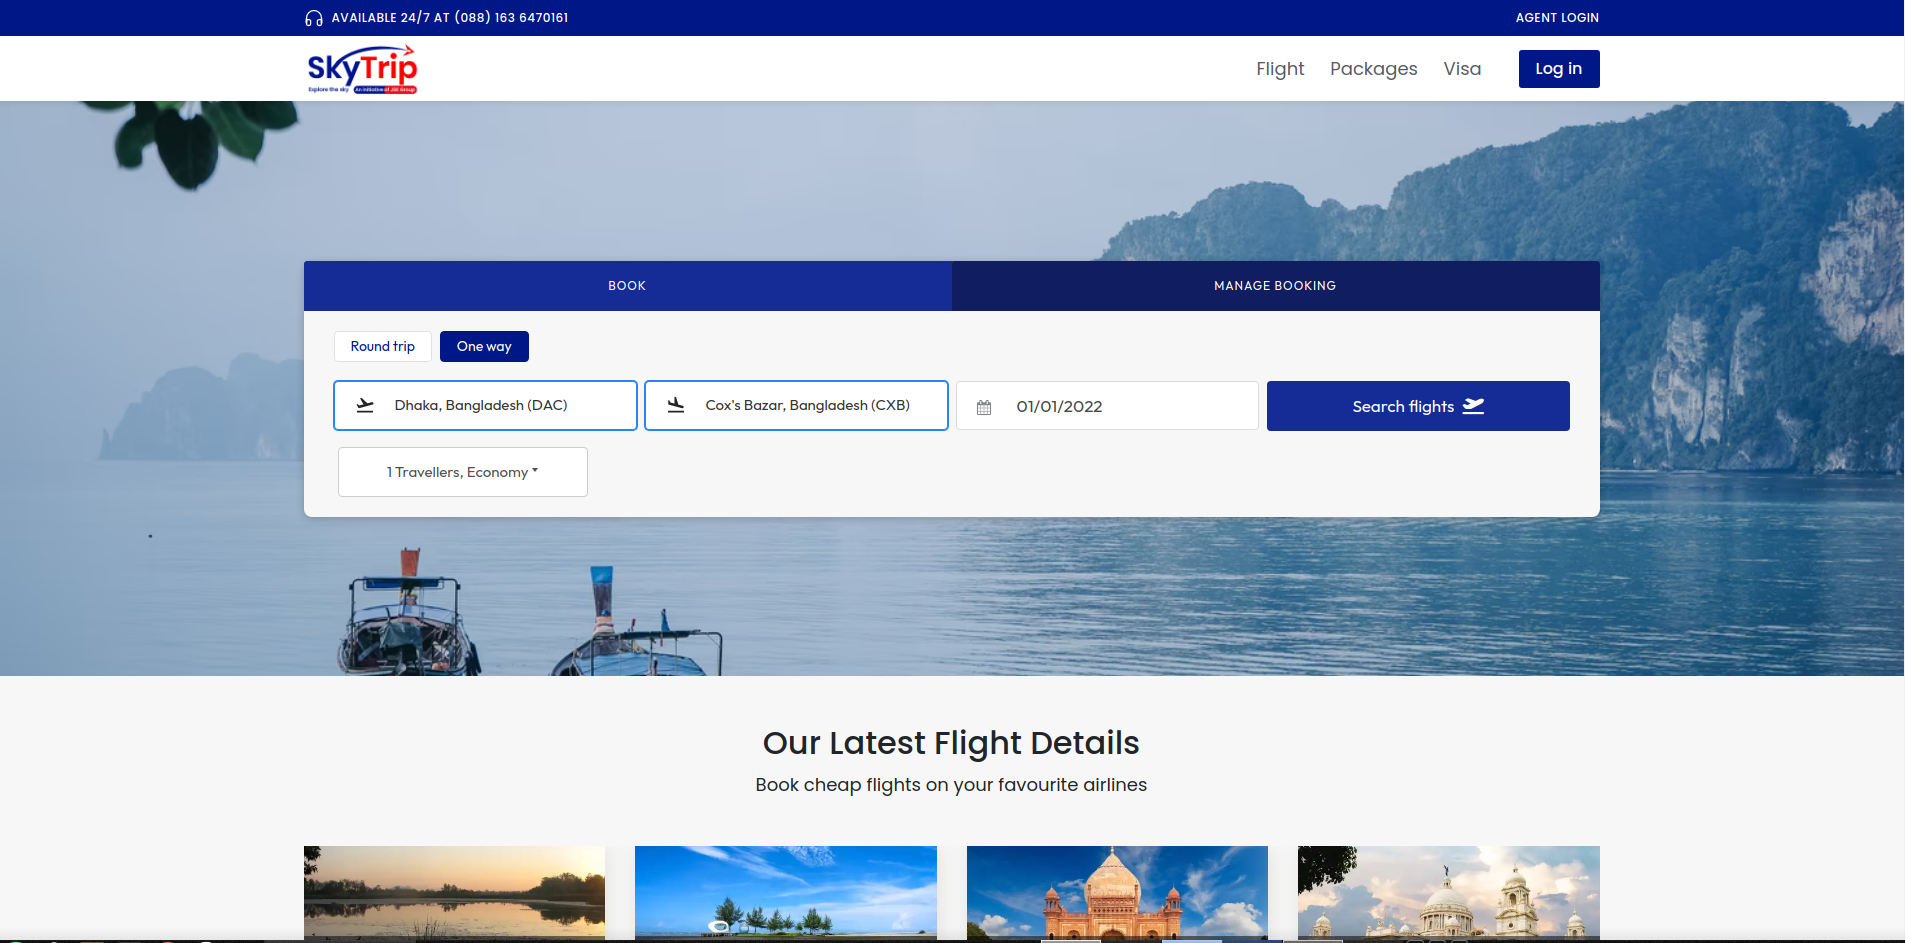 AVAILABLE 24/7 AT (088) 163 6470161
AGENT LOGIN
SkyTrip
Explore the sky
An initiative of JBK Group
Flight
Packages
Visa
Log in
BOOK
MANAGE BOOKING
Round trip
One way
Dhaka, Bangladesh (DAC)
Cox's Bazar, Bangladesh (CXB)
01/01/2022
Search flights
1 Travellers, Economy
Our Latest Flight Details
Book cheap flights on your favourite airlines